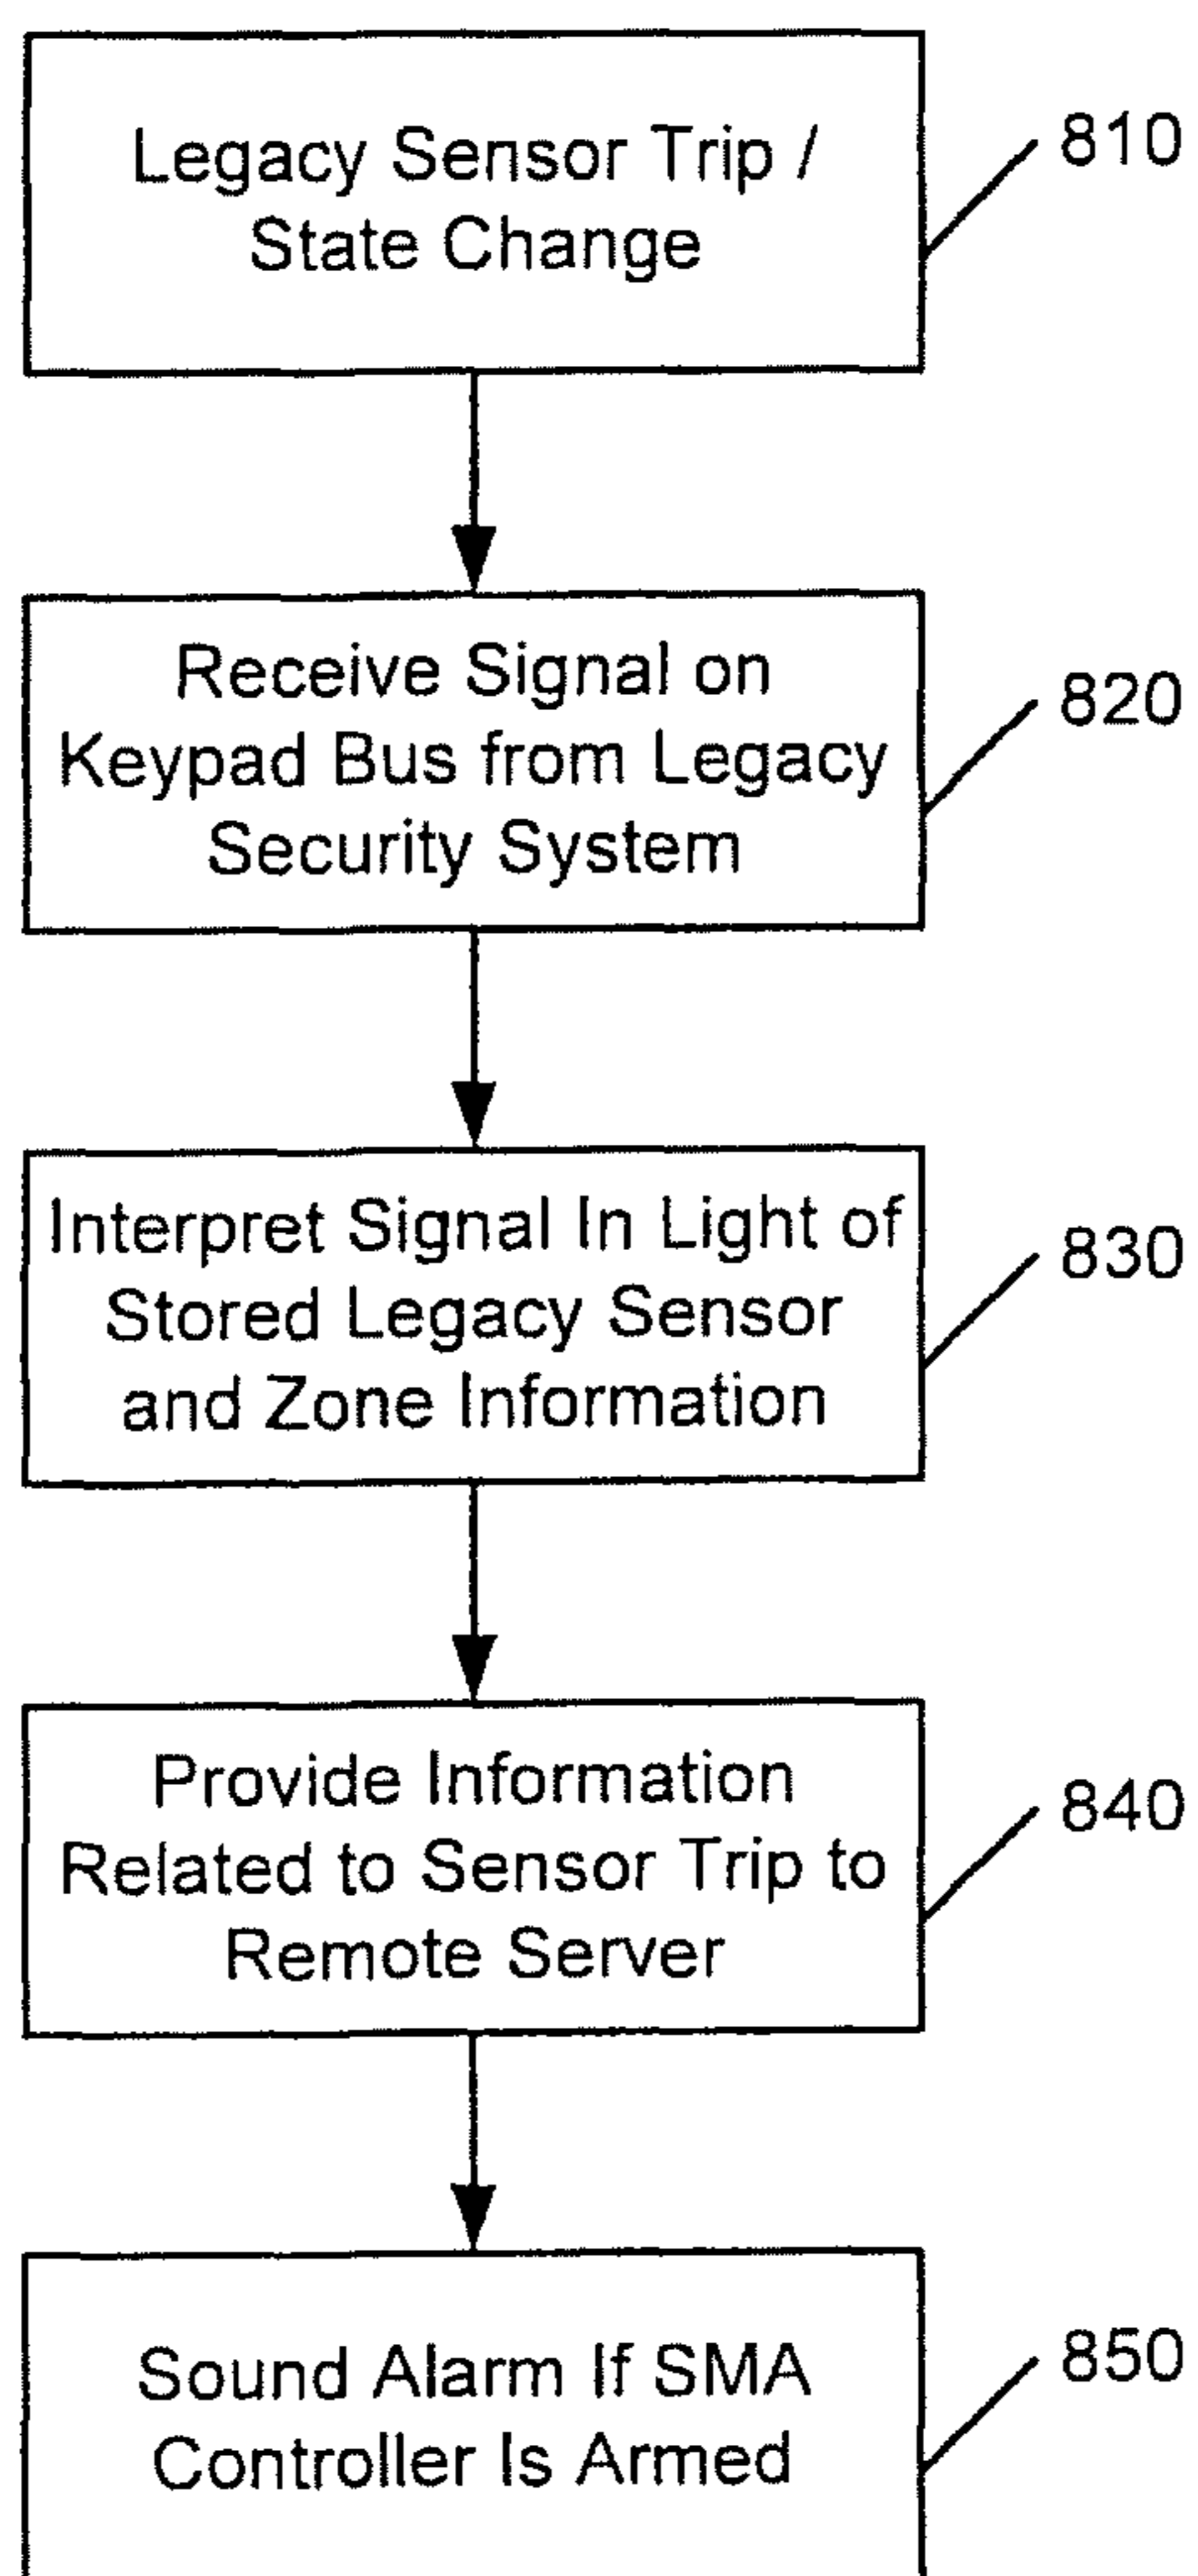 Legacy Sensor Trip /
State Change
810
Receive Signal on
Keypad Bus from Legacy
Security System
820
Interpret Signal In Light of
Stored Legacy Sensor
and Zone Information
830
Provide Information
Related to Sensor Trip to
Remote Server
840
Sound Alarm If SMA
Controller Is Armed
850